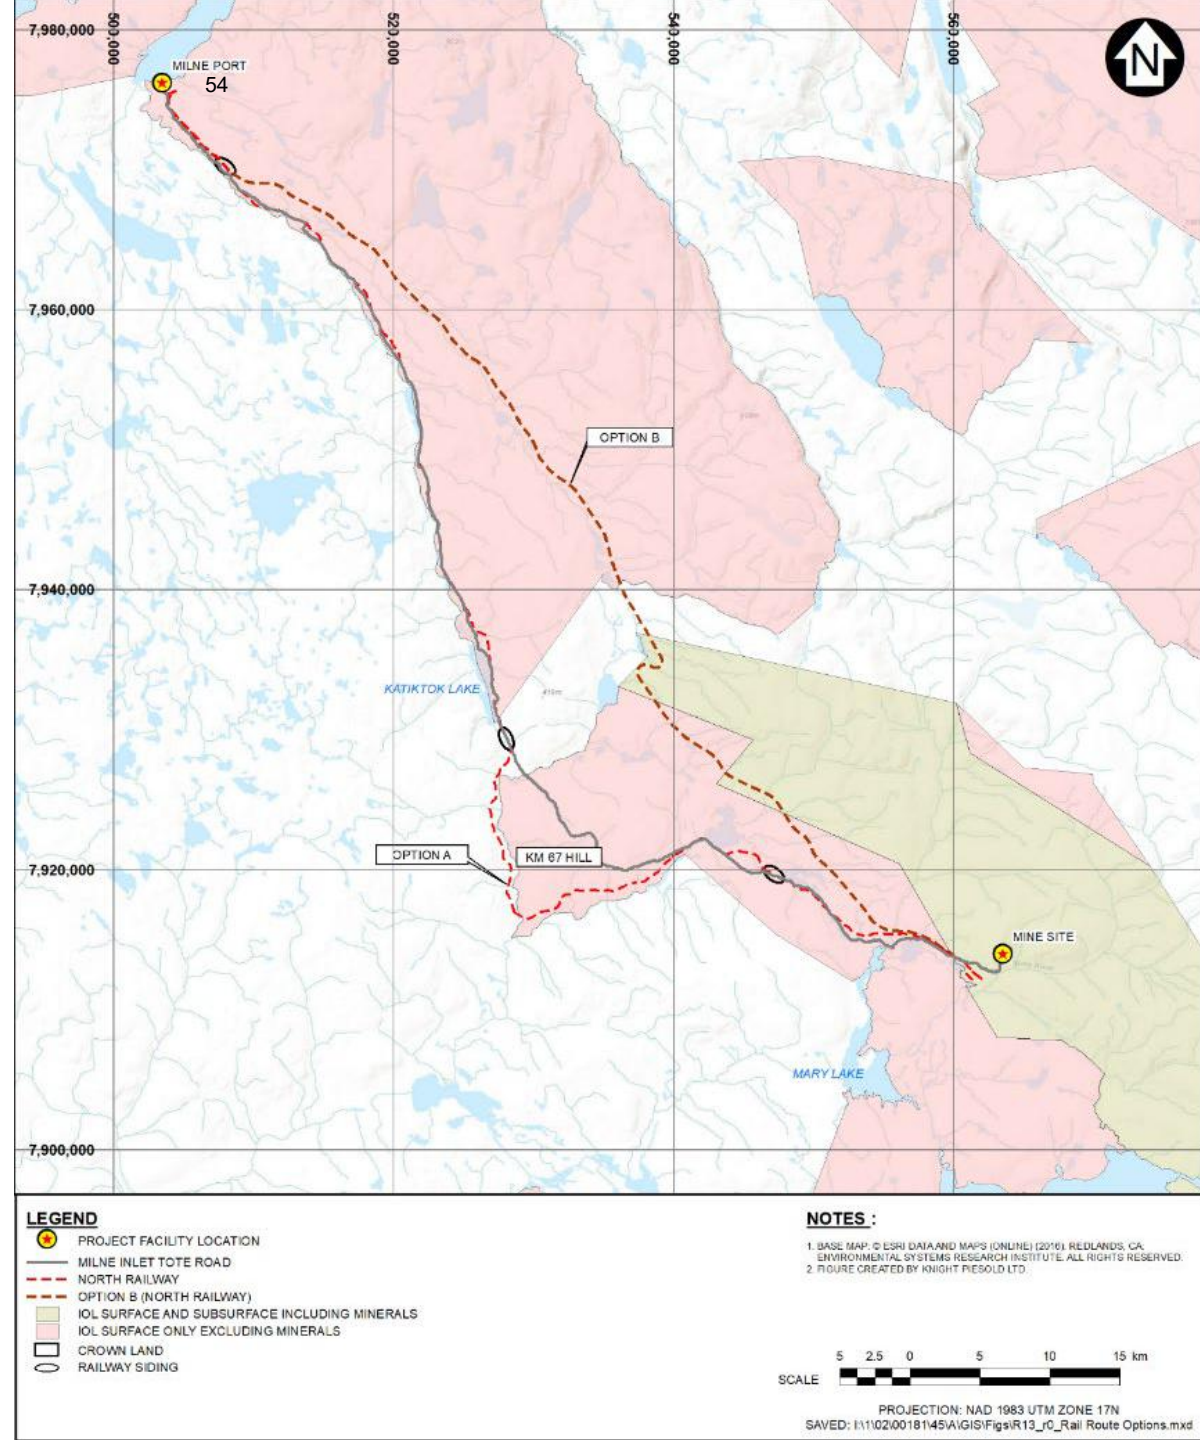 7,980,000
500,000
520,000
540,000
560,000
N
MILNE PORT
54
7,960,000
OPTION B
7,940,000
KATIKTOK LAKE
OPTION A
KM 67 HILL
7,920,000
MINE SITE
MARY LAKE
7,900,000
LEGEND
PROJECT FACILITY LOCATION
MILNE INLET TOTE ROAD
NORTH RAILWAY
OPTION B (NORTH RAILWAY)
IOL SURFACE AND SUBSURFACE INCLUDING MINERALS
IOL SURFACE ONLY EXCLUDING MINERALS
CROWN LAND
RAILWAY SIDING
NOTES :
1. BASE MAP: © ESRI DATA AND MAPS (ONLINE) (2016). REDLANDS, CA.
ENVIRONMENTAL SYSTEMS RESEARCH INSTITUTE. ALL RIGHTS RESERVED.
2. FIGURE CREATED BY KNIGHT PIESOLD LTD.
5 2.5 0 5 10 15 km
SCALE
PROJECTION: NAD 1983 UTM ZONE 17N
SAVED: I:\1\02\00181\45\A\GIS\Figs\R13_r0_Rail Route Options.mxd